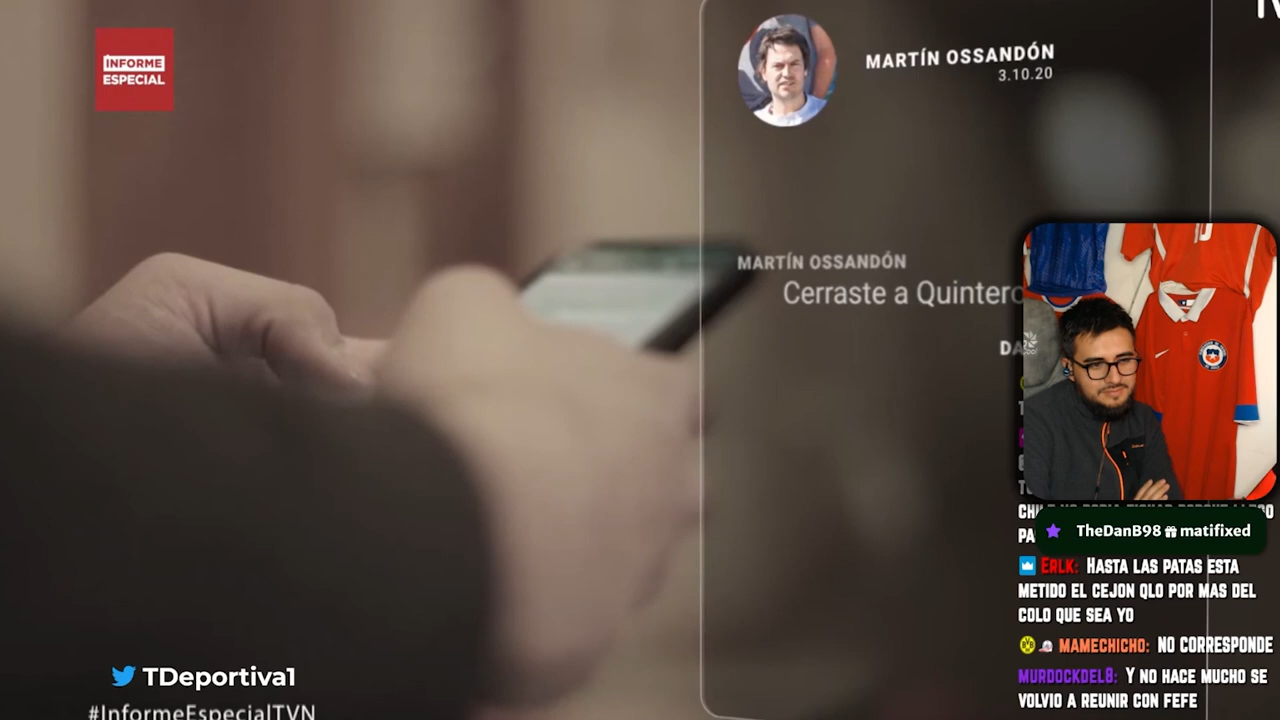 INFORME
ESPECIAL
MARTÍN OSSANDÓN
3.10.20
MARTÍN OSSANDÓN
Cerraste a Quintero
TheDanB98 matifixed
ERLK: HASTA LAS PATAS ESTA
METIDO EL CEJON QLO POR MAS DEL
COLO QUE SEA YO
MAMECHICHO: NO CORRESPONDE
MURDOCKDEL8: Y NO HACE MUCHO SE
VOLVIO A REUNIR CON FEFE
TDeportiva1
#InformeEspecialTVN